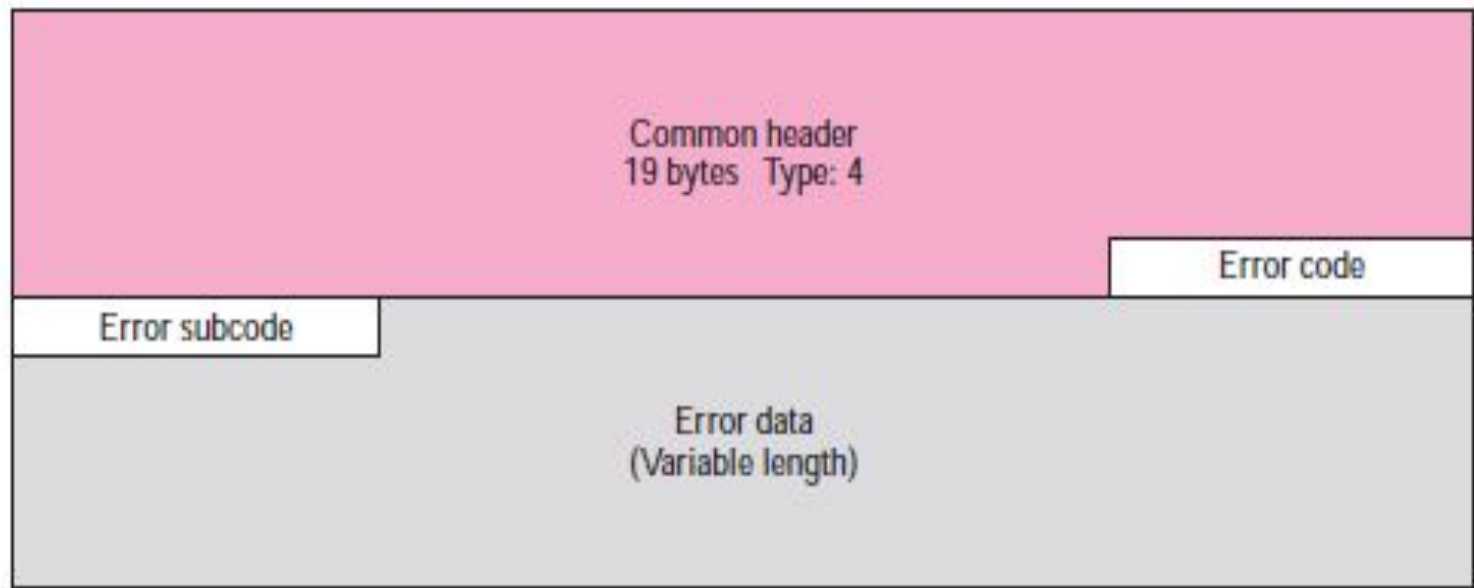 Common header
19 bytes Type: 4
Error code
Error subcode
Error data
(Variable length)